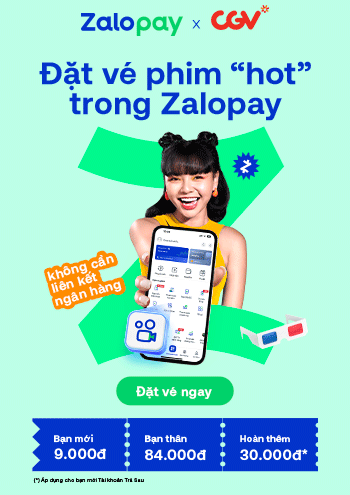 Zalopay x CGV*
Đặt vé phim “hot”
trong Zalopay
không cần
liên kết
ngân hàng
Đặt vé ngay
Bạn mới
9.000đ
Bạn thân
84.000đ
Hoàn thêm
30.000đ*
(*) Áp dụng cho bạn mới Tài khoản Trả Sau